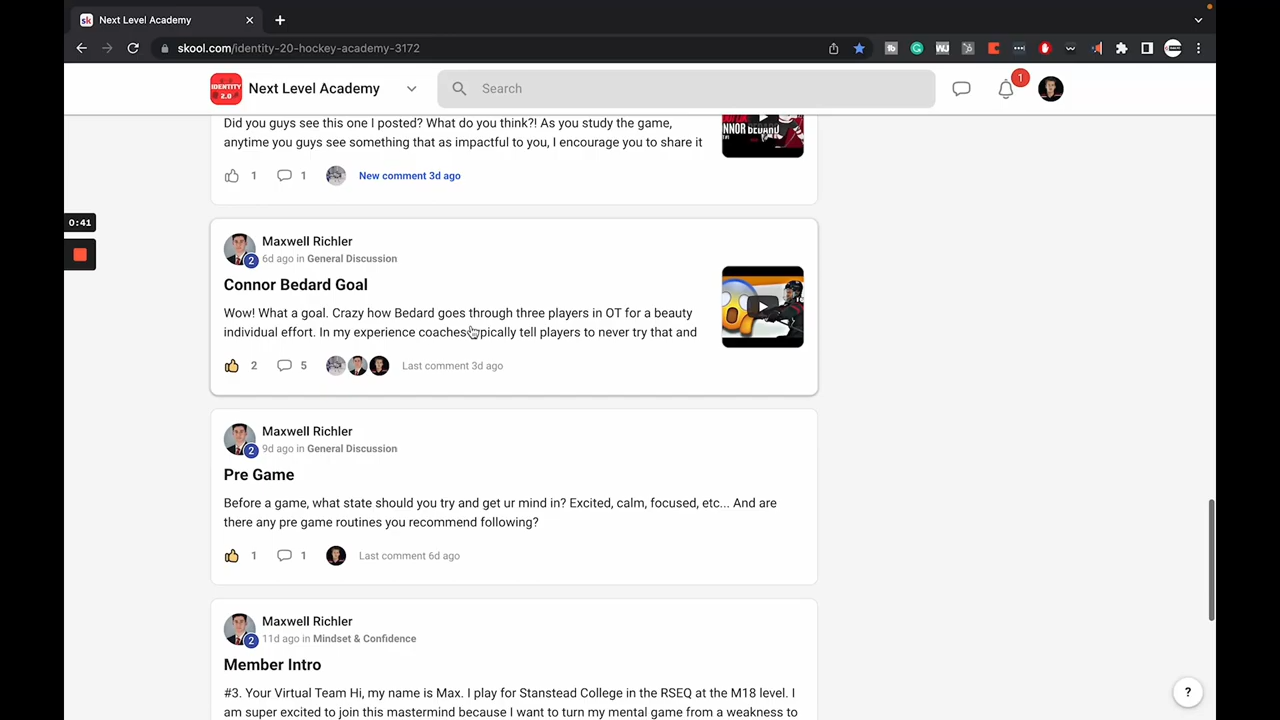 sk Next Level Academy
skool.com/identity-20-hockey-academy-3172
IDENTITY 2.0
Next Level Academy
Search
1
Did you guys see this one I posted? What do you think?! As you study the game,
anytime you guys see something that as impactful to you, I encourage you to share it
NNOR BEDARD
1 1 New comment 3d ago
0:41
Maxwell Richler
2 6d ago in General Discussion
Connor Bedard Goal
Wow! What a goal. Crazy how Bedard goes through three players in OT for a beauty
individual effort. In my experience coaches typically tell players to never try that and
2 5 Last comment 3d ago
Maxwell Richler
2 9d ago in General Discussion
Pre Game
Before a game, what state should you try and get ur mind in? Excited, calm, focused, etc... And are
there any pre game routines you recommend following?
1 1 Last comment 6d ago
Maxwell Richler
2 11d ago in Mindset & Confidence
Member Intro
#3. Your Virtual Team Hi, my name is Max. I play for Stanstead College in the RSEQ at the M18 level. I
am super excited to join this mastermind because I want to turn my mental game from a weakness to
?